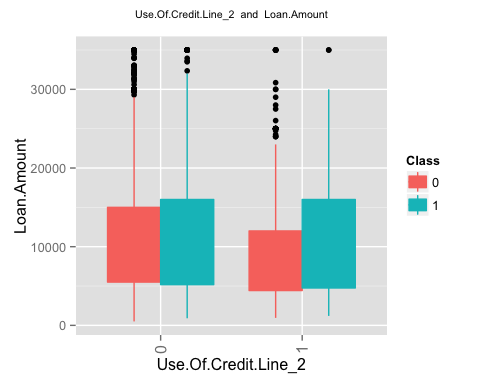 Use.Of.Credit.Line_2 and Loan.Amount
Loan.Amount
30000
20000
10000
0
0
1
Use.Of.Credit.Line_2
Class
0
1